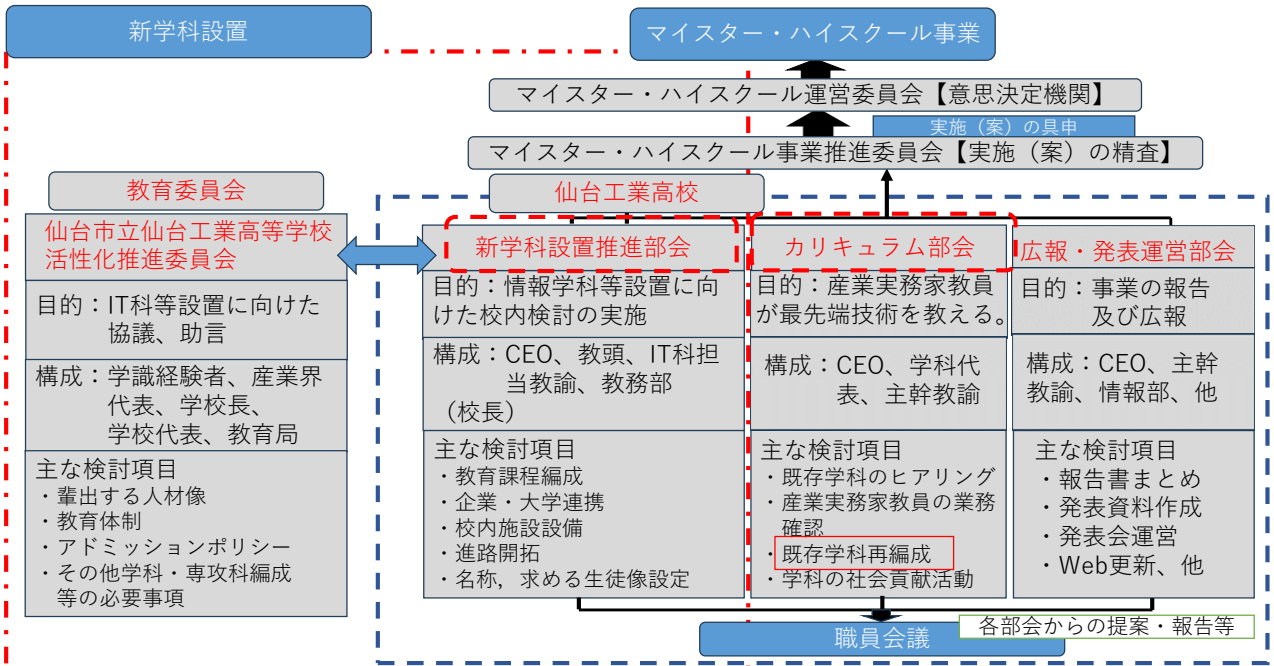 新学科設置
マイスター・ハイスクール事業
マイスター・ハイスクール運営委員会【意思決定機関】
実施（案）の具申
マイスター・ハイスクール事業推進委員会【実施（案）の精査】
教育委員会
仙台市立仙台工業高等学校
活性化推進委員会
目的：IT科等設置に向けた
協議、助言
構成：学識経験者、産業界
代表、学校長、
学校代表、教育局
主な検討項目
・輩出する人材像
・教育体制
・アドミッションポリシー
・その他学科・専攻科編成
等の必要事項
仙台工業高校
新学科設置推進部会
目的：情報学科等設置に向
けた校内検討の実施
構成：CEO、教頭、IT科担
当教諭、教務部
（校長）
主な検討項目
・教育課程編成
・企業・大学連携
・校内施設設備
・進路開拓
・名称，求める生徒像設定
カリキュラム部会
目的：産業実務家教員
が最先端技術を教える。
構成：CEO、学科代
表、主幹教諭
主な検討項目
・既存学科のヒアリング
・産業実務家教員の業務
確認
・既存学科再編成
・学科の社会貢献活動
広報・発表運営部会
目的：事業の報告
及び広報
構成：CEO、主幹
教諭、情報部、他
主な検討項目
・報告書まとめ
・発表資料作成
・発表会運営
・Web更新、他
各部会からの提案・報告等
職員会議